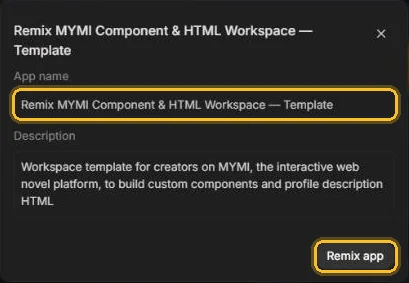 Remix MYMI Component & HTML Workspace —
Template
App name
Remix MYMI Component & HTML Workspace — Template
Description
Workspace template for creators on MYMI, the interactive web
novel platform, to build custom components and profile description
HTML
Remix app